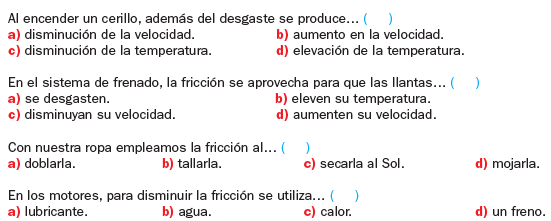 Al encender un cerillo, además del desgaste se produce... ( )
a) disminución de la velocidad. b) aumento en la velocidad.
c) disminución de la temperatura. d) elevación de la temperatura.
En el sistema de frenado, la fricción se aprovecha para que las llantas... ( )
a) se desgasten. b) eleven su temperatura.
c) disminuyan su velocidad. d) aumenten su velocidad.
Con nuestra ropa empleamos la fricción al... ( )
a) doblarla. b) tallarla. c) secarla al Sol. d) mojarla.
En los motores, para disminuir la fricción se utiliza... ( )
a) lubricante. b) agua. c) calor. d) un freno.